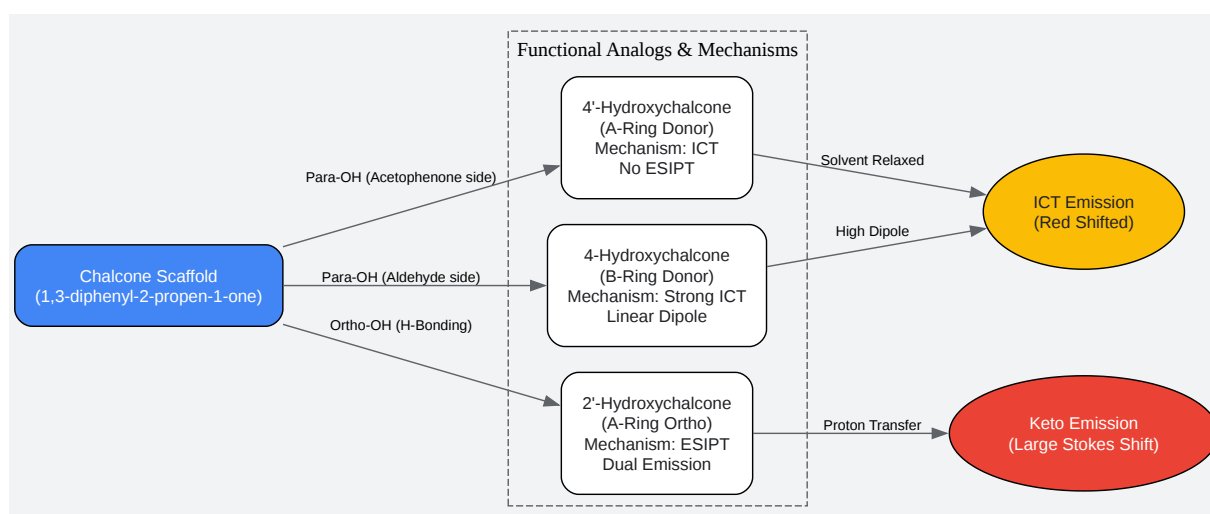 Functional Analogs & Mechanisms
Chalcone Scaffold
(1,3-diphenyl-2-propen-1-one)
Para-OH (Acetophenone side)
Para-OH (Aldehyde side)
Ortho-OH (H-Bonding)
4'-Hydroxychalcone
(A-Ring Donor)
Mechanism: ICT
No ESIPT
4-Hydroxychalcone
(B-Ring Donor)
Mechanism: Strong ICT
Linear Dipole
2'-Hydroxychalcone
(A-Ring Ortho)
Mechanism: ESIPT
Dual Emission
Solvent Relaxed
High Dipole
Proton Transfer
ICT Emission
(Red Shifted)
Keto Emission
(Large Stokes Shift)